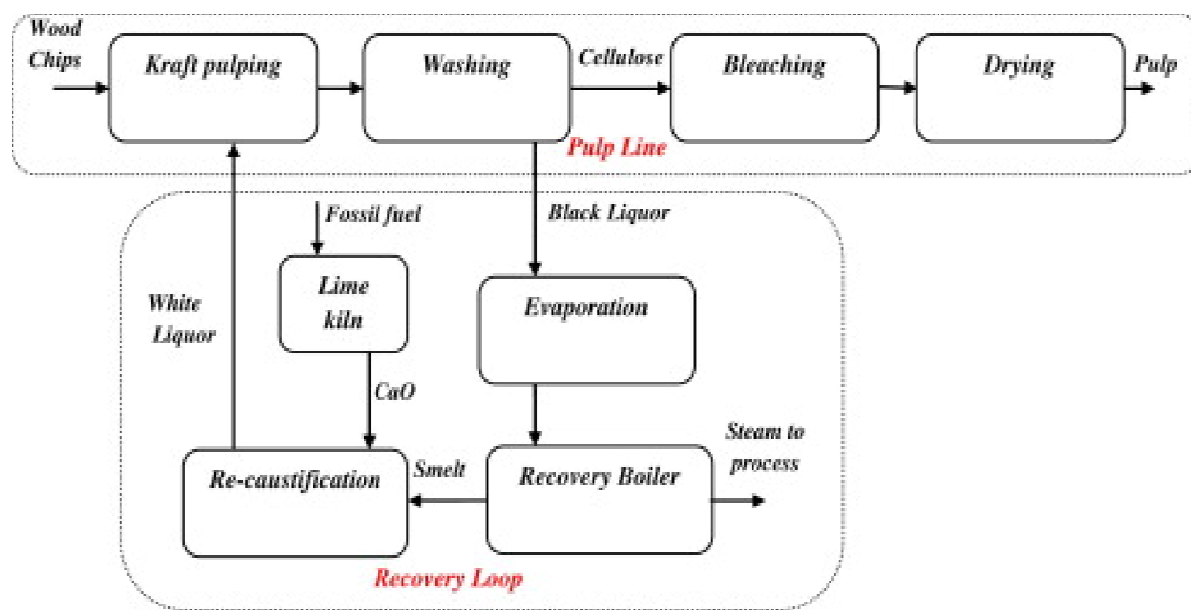 Wood
Chips
Kraft pulping
Washing
Cellulose
Bleaching
Drying
Pulp
Pulp Line
Fossil fuel
Black Liquor
Lime
kiln
Evaporation
White
Liquor
CaO
Steam to
process
Re-caustification
Smelt
Recovery Boiler
Recovery Loop